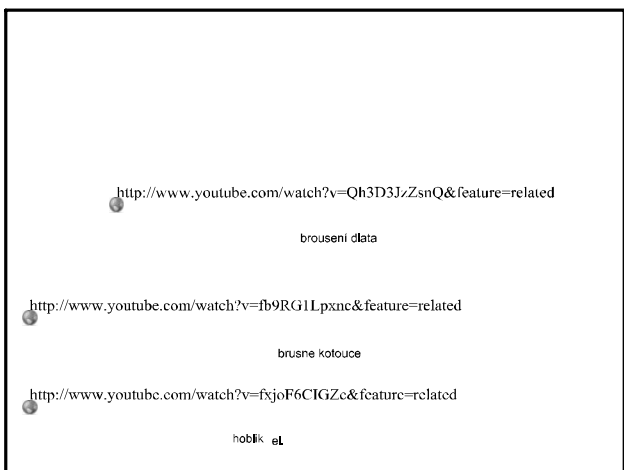 http://www.youtube.com/watch?v=Qh3D3JzZsnQ&feature=related
brousení dlata
http://www.youtube.com/watch?v=fb9RG1Lpxnc&feature=related
brusne kotouce
http://www.youtube.com/watch?v=fxjoF6CIGZc&feature=related
hoblik el.